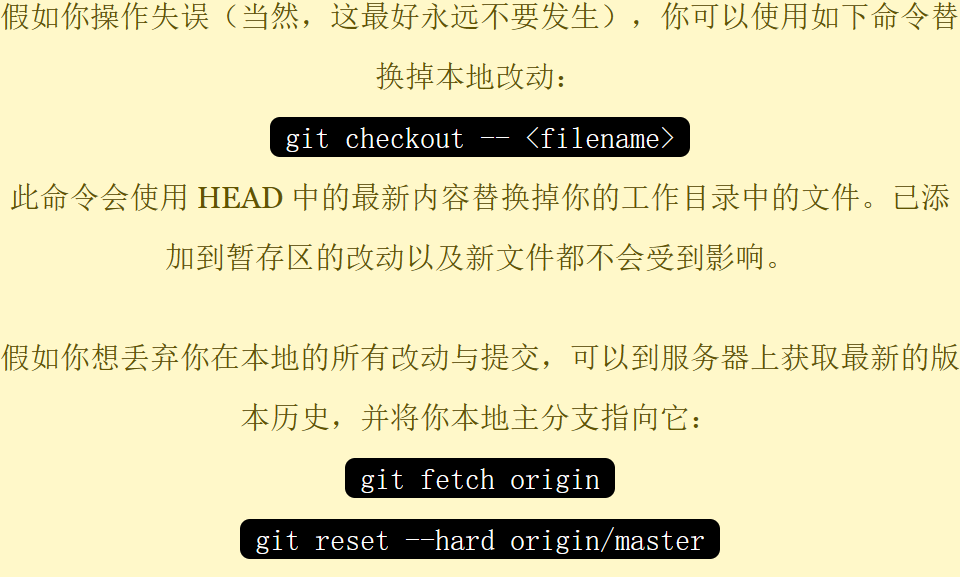 假如你操作失误（当然，这最好永远不要发生），你可以使用如下命令替
换掉本地改动：
git checkout -- <filename>
此命令会使用 HEAD 中的最新内容替换掉你的工作目录中的文件。已添
加到暂存区的改动以及新文件都不会受到影响。
假如你想丢弃你在本地的所有改动与提交，可以到服务器上获取最新的版
本历史，并将你本地主分支指向它：
git fetch origin
git reset --hard origin/master